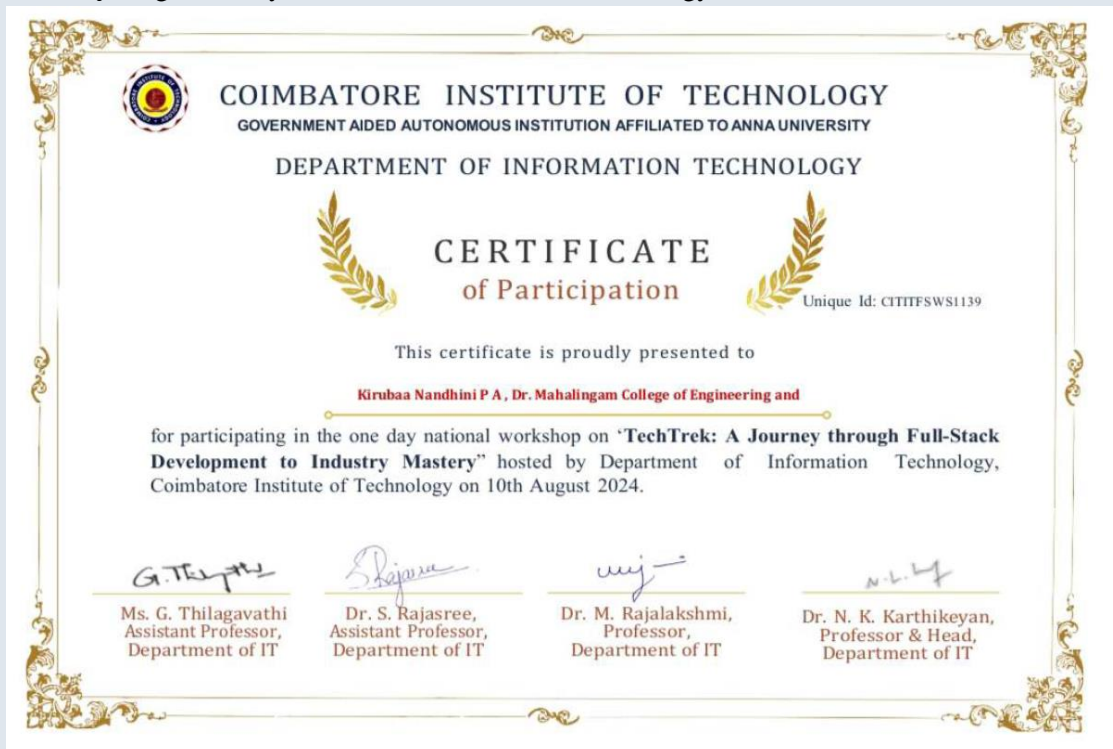 COIMBATORE INSTITUTE OF TECHNOLOGY
GOVERNMENT AIDED AUTONOMOUS INSTITUTION AFFILIATED TO ANNA UNIVERSITY
DEPARTMENT OF INFORMATION TECHNOLOGY
CERTIFICATE
of Participation
Unique Id: CITITFSWS1139
This certificate is proudly presented to
Kirubaa Nandhini P A , Dr. Mahalingam College of Engineering and
for participating in the one day national workshop on ‘TechTrek: A Journey through Full-Stack
Development to Industry Mastery” hosted by Department of Information Technology,
Coimbatore Institute of Technology on 10th August 2024.
Ms. G. Thilagavathi
Assistant Professor,
Department of IT
Dr. S. Rajasree,
Assistant Professor,
Department of IT
Dr. M. Rajalakshmi,
Professor,
Department of IT
Dr. N. K. Karthikeyan,
Professor & Head,
Department of IT